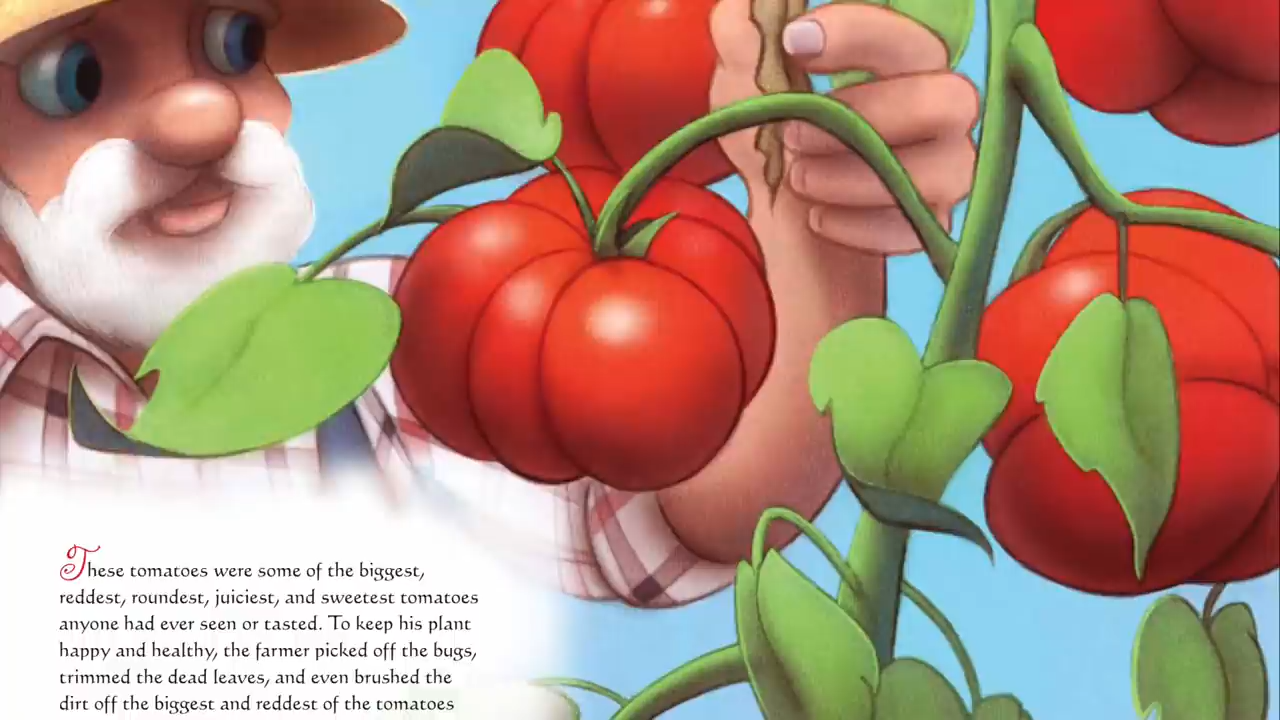 These tomatoes were some of the biggest,
reddest, roundest, juiciest, and sweetest tomatoes
anyone had ever seen or tasted. To keep his plant
happy and healthy, the farmer picked off the bugs,
trimmed the dead leaves, and even brushed the
dirt off the biggest and reddest of the tomatoes